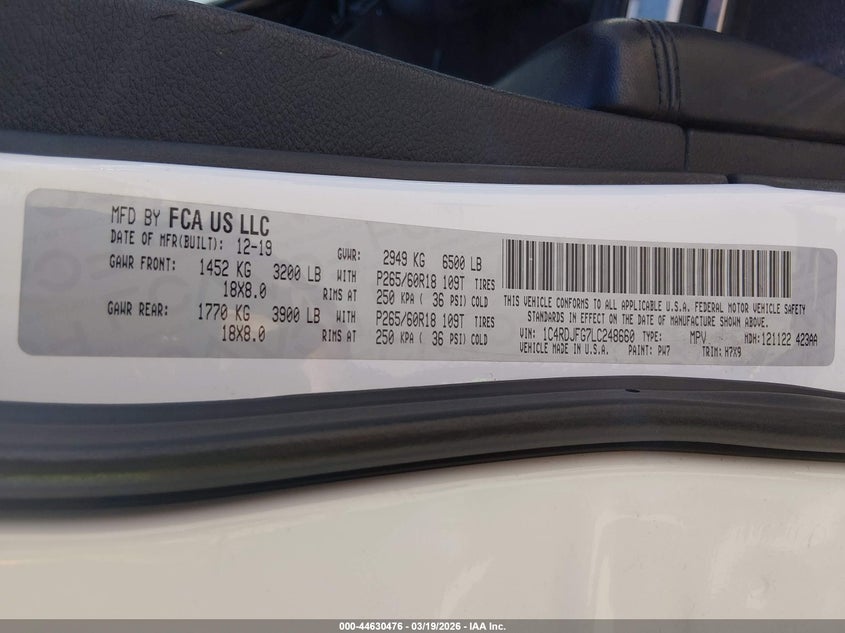 MFD BY FCA US LLC
DATE OF MFR(BUILT): 12-19 GVWR: 2949 KG 6500 LB
GAWR FRONT: 1452 KG 3200 LB WITH P265/60R18 109T TIRES
18X8.0 RIMS AT 250 KPA ( 36 PSI) COLD
GAWR REAR: 1770 KG 3900 LB WITH P265/60R18 109T TIRES
18X8.0 RIMS AT 250 KPA ( 36 PSI) COLD
THIS VEHICLE CONFORMS TO ALL APPLICABLE U.S.A. FEDERAL MOTOR VEHICLE SAFETY
STANDARDS IN EFFECT ON THE DATE OF MANUFACTURE SHOWN ABOVE.
VIN: 1C4RDJFG7LC248660 TYPE: MPV MDH: 121122 423AA
VEHICLE MADE IN U.S.A. PAINT: PW7 TRIM: H7X9
000-44630476 | 03/19/2026 | IAA Inc.